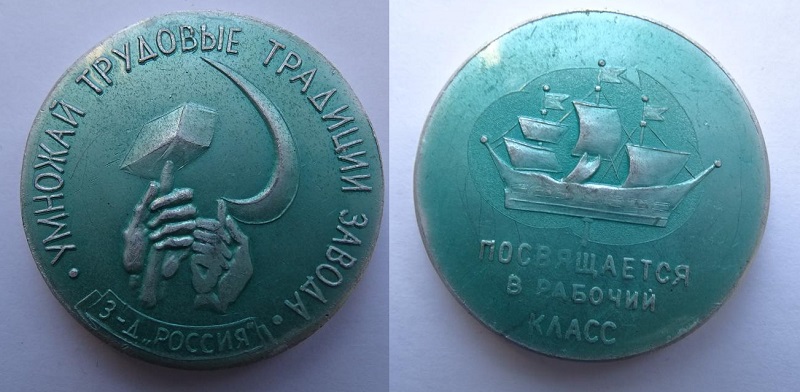 УМНОЖАЙ ТРУДОВЫЕ ТРАДИЦИИ ЗАВОДА
З-Д „РОССИЯ"
ПОСВЯЩАЕТСЯ
В РАБОЧИЙ
КЛАСС